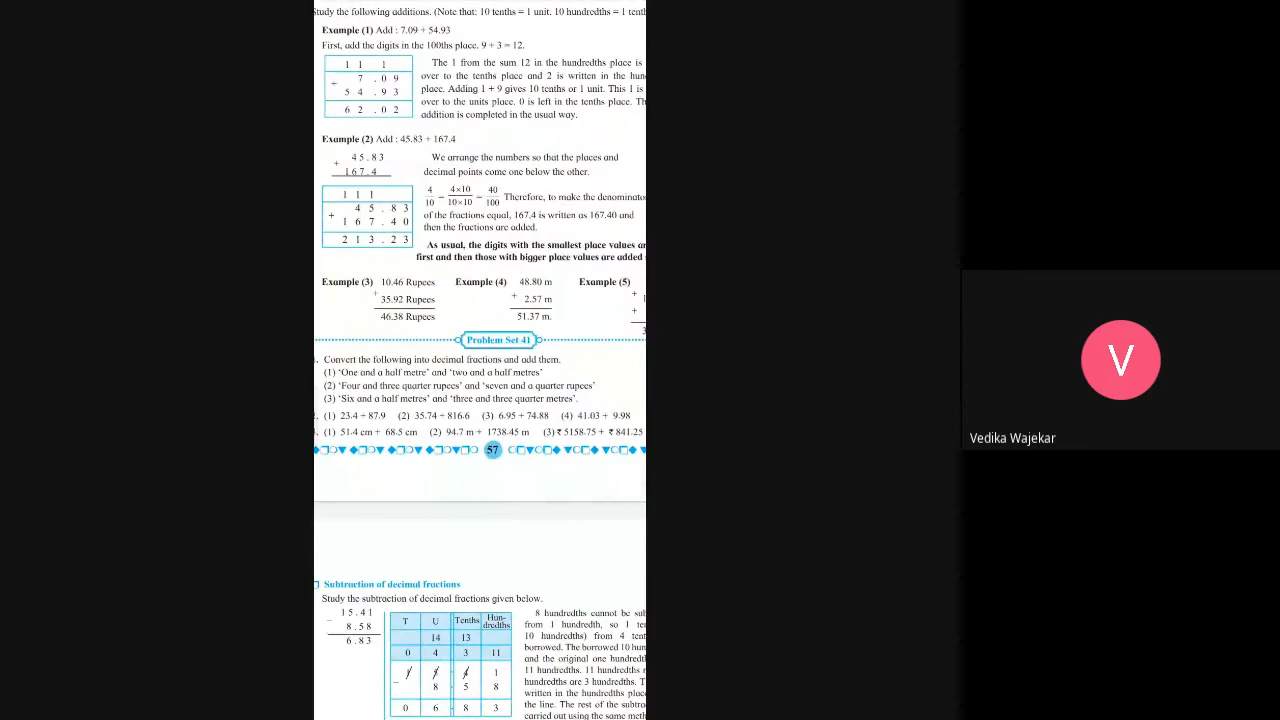 Study the following additions. (Note that: 10 tenths = 1 unit. 10 hundredths = 1
Example (1) Add : 7.09 + 54.93
First, add the digits in the 100ths place. 9 + 3 = 12.
1 1 1
+ 7 . 0 9
5 4 . 9 3
6 2 . 0 2
The 1 from the sum 12 in the hundredths place is
over to the tenths place and 2 is written in the
place. Adding 1 + 9 gives 10 tenths or 1 unit. This 1 is
over to the units place. 0 is left in the tenths place.
addition is completed in the usual way.
Example (2) Add : 45.83 + 167.4
+ 4 5 . 8 3
1 6 7 . 4
We arrange the numbers so that the places and
decimal points come one below the other.
1 1 1
+ 4 5 . 8 3
1 6 7 . 4 0
2 1 3 . 2 3
4/10 = 4×10/10×10 = 40/100 Therefore, to make the
of the fractions equal, 167.4 is written as 167.40 and
then the fractions are added.
As usual, the digits with the smallest place values
first and then those with bigger place values are added
Example (3) 10.46 Rupees
+ 35.92 Rupees
46.38 Rupees
Example (4) 48.80 m
+ 2.57 m
51.37 m.
Example (5)
+
+
Problem Set 41
Convert the following into decimal fractions and add them.
(1) ‘One and a half metre’ and ‘two and a half metres’
(2) ‘Four and three quarter rupees’ and ‘seven and a quarter rupees’
(3) ‘Six and a half metres’ and ‘three and three quarter metres’.
(1) 23.4 + 87.9 (2) 35.74 + 816.6 (3) 6.95 + 74.88 (4) 41.03 + 9.98
(1) 51.4 cm + 68.5 cm (2) 94.7 m + 1738.45 m (3) ₹ 5158.75 + ₹ 841.25
57
Subtraction of decimal fractions
Study the subtraction of decimal fractions given below.
1 5 . 4 1
− 8 . 5 8
6 . 8 3
T U Tenths Hun-
dredths
14 13
0 4 3 11
1 5 . 4 1
− 8 . 5 8
0 6 . 8 3
8 hundredths cannot be
from 1 hundredth, so 1
10 hundredths) from 4
borrowed. The borrowed 10
and the original one
11 hundredths. 11 hundredths
hundredths are 3 hundredths.
written in the hundredths
the line. The rest of the
carried out using the same
V
Vedika Wajekar